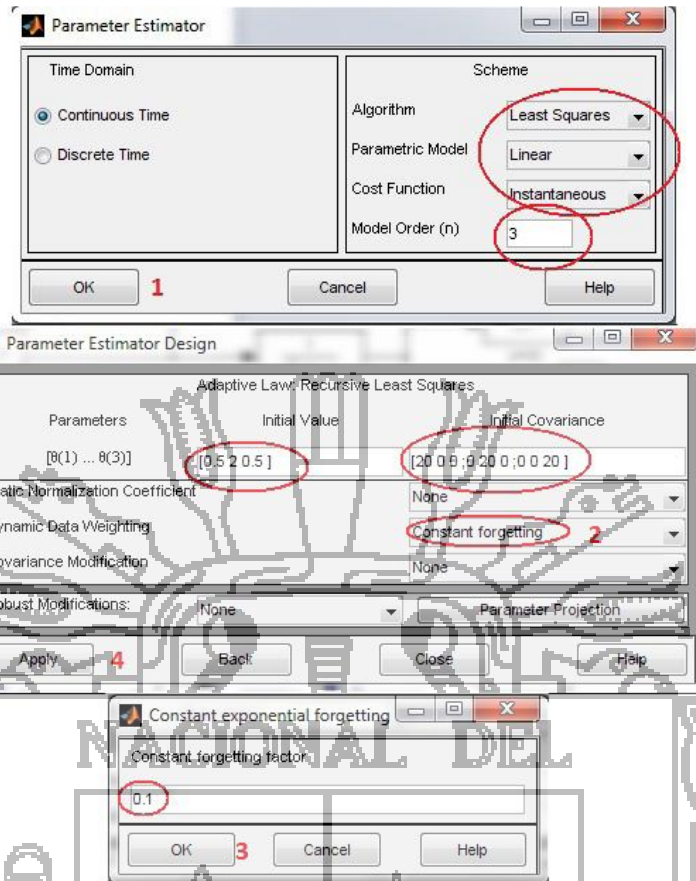 Parameter Estimator
Time Domain
Continuous Time
Discrete Time
Scheme
Algorithm
Least Squares
Parametric Model
Linear
Cost Function
Instantaneous
Model Order (n)
3
OK
1
Cancel
Help
Parameter Estimator Design
Adaptive Law: Recursive Least Squares
Parameters
Initial Value
Initial Covariance
[θ(1) ... θ(3)]
[0.5 2 0.5 ]
[20 0 0 ;0 20 0 ;0 0 20 ]
atic Normalization Coefficient
None
ynamic Data Weighting
Constant forgetting
2
ovariance Modification
None
obust Modifications:
None
Parameter Projection
Apply
4
Back
Close
Help
Constant exponential forgetting
NACIONAL DEL
Constant forgetting factor
0.1
OK
3
Cancel
Help